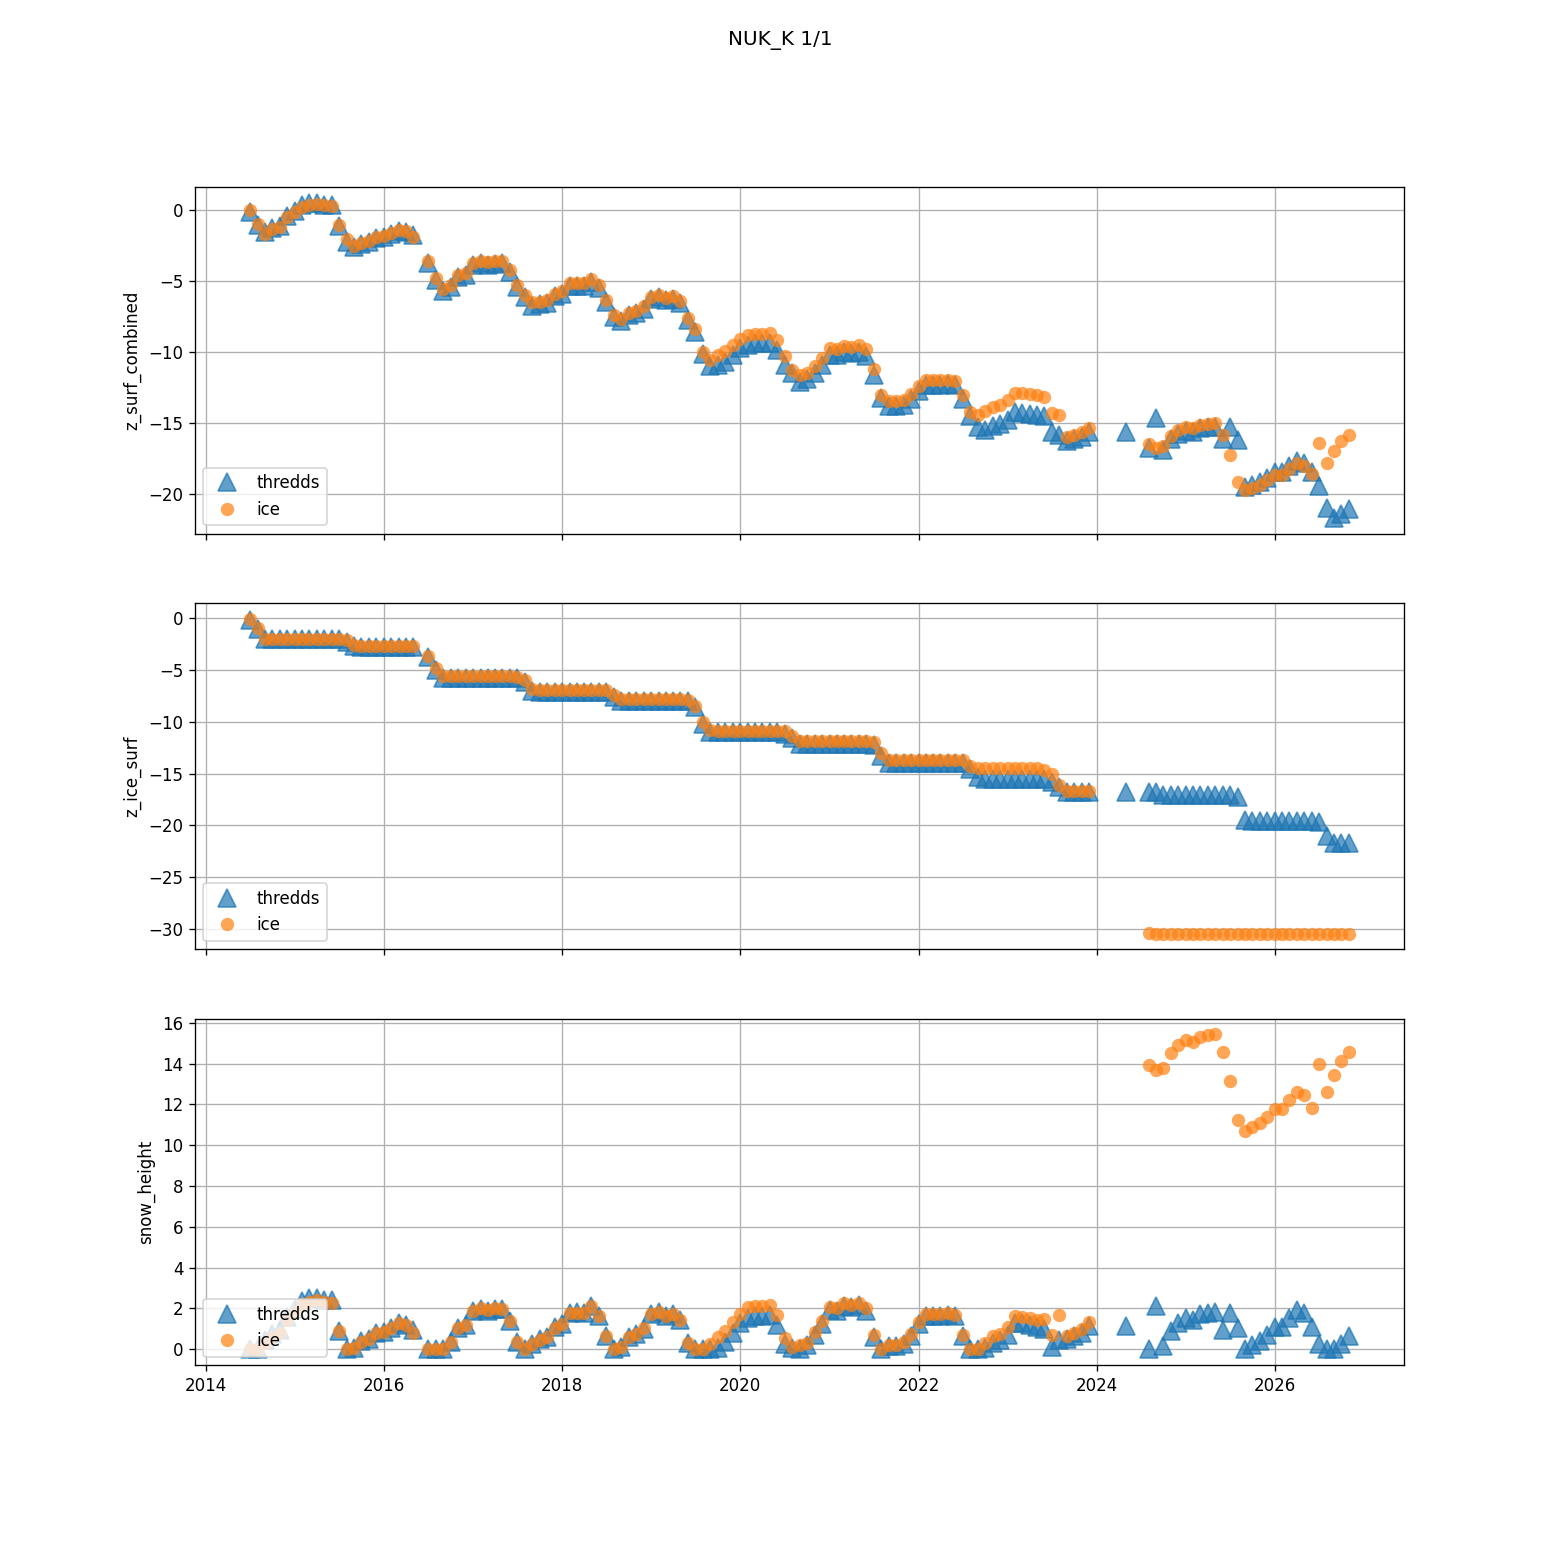 NUK_K 1/1
z_surf_combined
0
−5
−10
−15
−20
thredds
ice
z_ice_surf
0
−5
−10
−15
−20
−25
−30
thredds
ice
snow_height
16
14
12
10
8
6
4
2
0
thredds
ice
2014 2016 2018 2020 2022 2024 2026